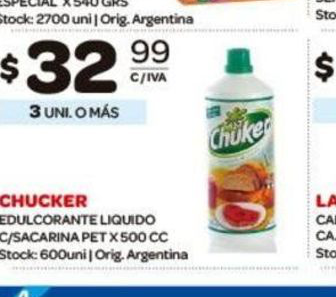 ESPECIAL X 540 GRS
Stock: 2700 uni | Orig. Argentina
$32 99
C/IVA
3 UNI. O MÁS
Chuker
CHUCKER
EDULCORANTE LIQUIDO
C/SACARINA PET X 500 CC
Stock: 600uni | Orig. Argentina
$
Sto
LA
CA
CA
Sto